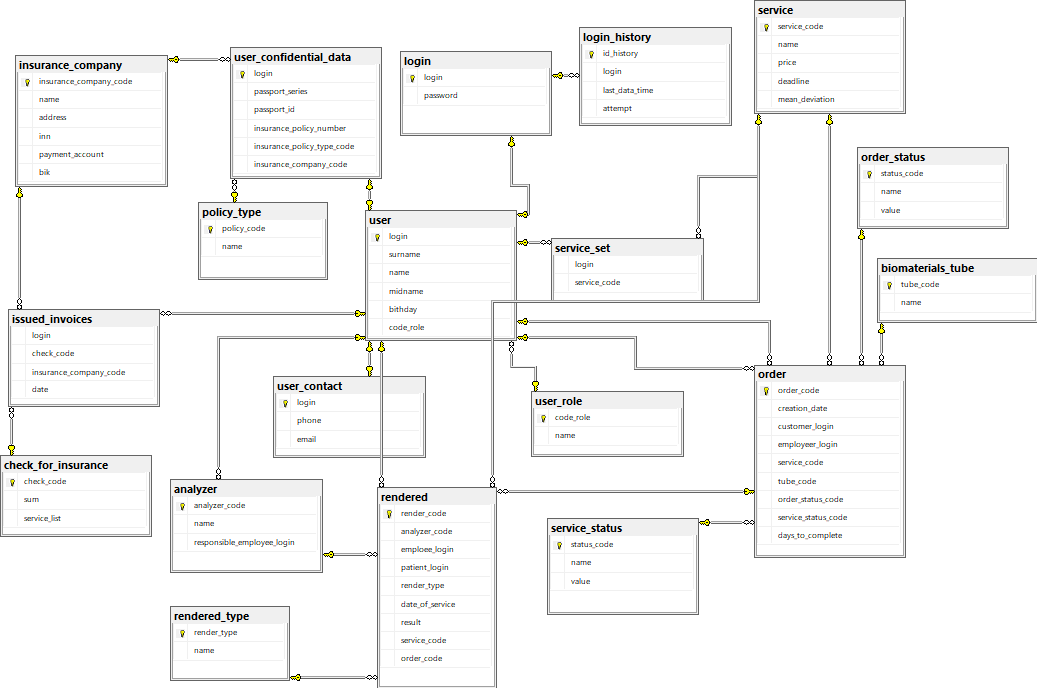 service
service_code
name
price
deadline
mean_deviation
login_history
id_history
login
last_data_time
attempt
user_confidential_data
login
passport_series
passport_id
insurance_policy_number
insurance_policy_type_code
insurance_company_code
login
login
password
insurance_company
insurance_company_code
name
address
inn
payment_account
bik
order_status
status_code
name
value
policy_type
policy_code
name
user
login
surname
name
midname
bithday
code_role
service_set
login
service_code
biomaterials_tube
tube_code
name
issued_invoices
login
check_code
insurance_company_code
date
order
order_code
creation_date
customer_login
employeer_login
service_code
tube_code
order_status_code
service_status_code
days_to_complete
user_contact
login
phone
email
user_role
code_role
name
check_for_insurance
check_code
sum
service_list
analyzer
analyzer_code
name
responsible_employee_login
rendered
render_code
analyzer_code
emploee_login
patient_login
render_type
date_of_service
result
service_code
order_code
service_status
status_code
name
value
rendered_type
render_type
name